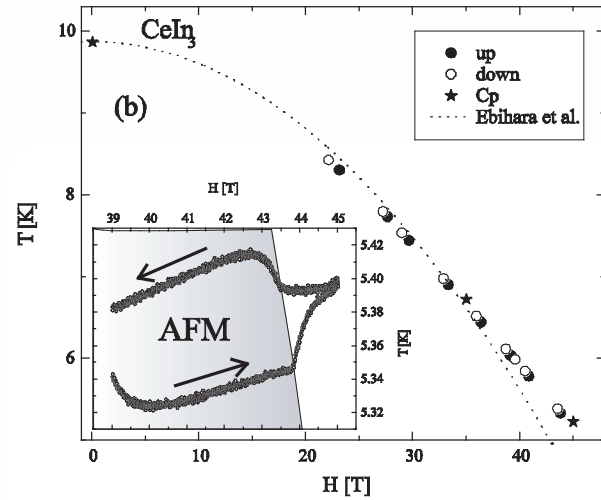 CeIn3
(b)
up
down
Cp
Ebihara et al.
10
8
6
T [K]
H [T]
39 40 41 42 43 44 45
5.42
5.40
5.38
5.36
5.34
5.32
T[K]
AFM
0 10 20 30 40
H [T]